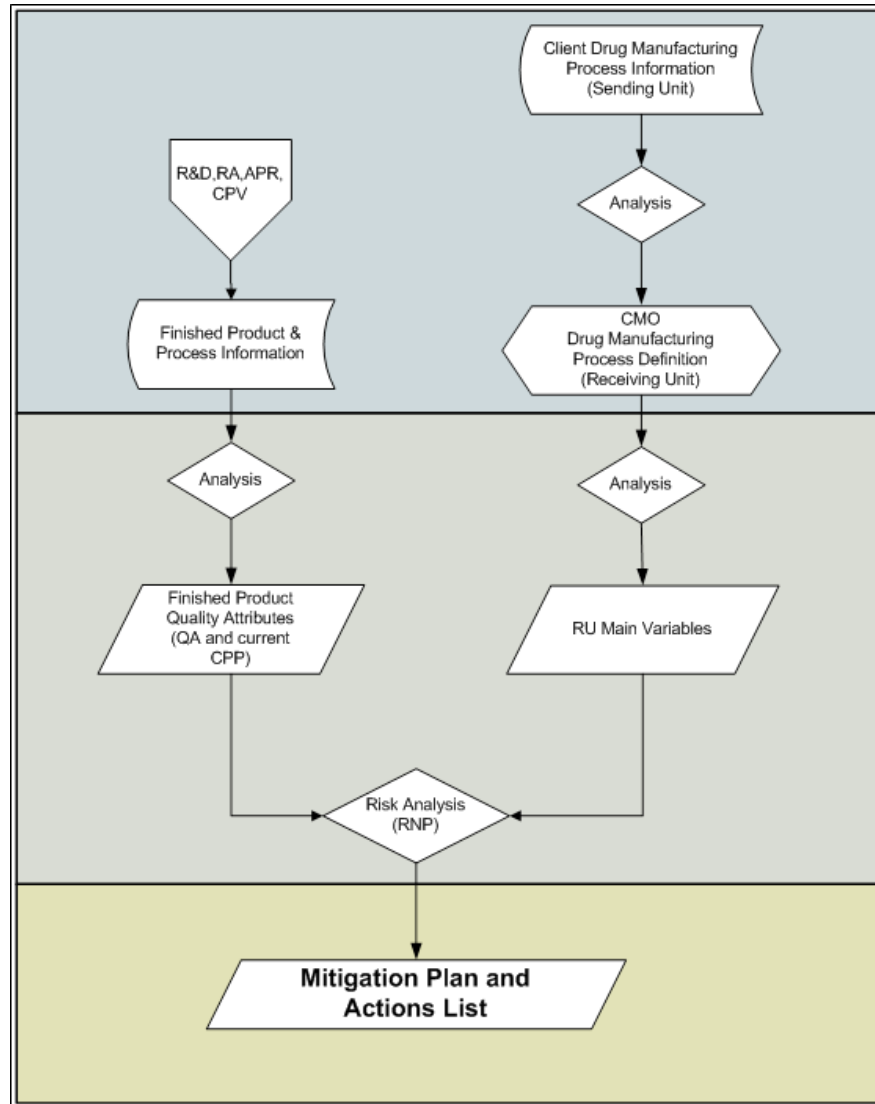 Client Drug Manufacturing
Process Information
(Sending Unit)
R&D,RA,APR,
CPV
Analysis
Finished Product &
Process Information
CMO
Drug Manufacturing
Process Definition
(Receiving Unit)
Analysis
Analysis
Finished Product
Quality Attributes
(QA and current
CPP)
RU Main Variables
Risk Analysis
(RNP)
Mitigation Plan and
Actions List